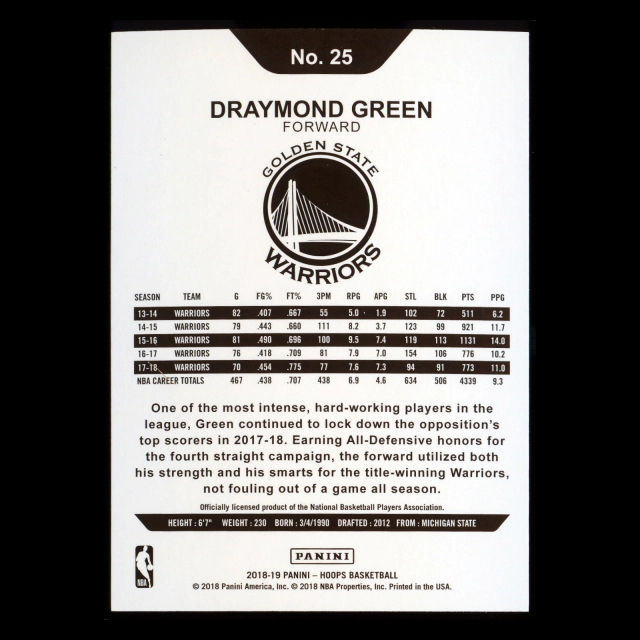 No. 25
DRAYMOND GREEN
FORWARD
GOLDEN STATE
WARRIORS
SEASON TEAM G FG% FT% 3PM RPG APG STL BLK PTS PPG
13-14 WARRIORS 82 .407 .667 55 5.0 1.9 102 72 511 6.2
14-15 WARRIORS 79 .443 .660 111 8.2 3.7 123 99 921 11.7
15-16 WARRIORS 81 .490 .696 100 9.5 7.4 119 113 1131 14.0
16-17 WARRIORS 76 .418 .709 81 7.9 7.0 154 106 776 10.2
17-18 WARRIORS 70 .454 .775 77 7.6 7.3 94 91 773 11.0
NBA CAREER TOTALS 467 .438 .707 438 6.9 4.6 634 506 4339 9.3
One of the most intense, hard-working players in the
league, Green continued to lock down the opposition's
top scorers in 2017-18. Earning All-Defensive honors for
the fourth straight campaign, the forward utilized both
his strength and his smarts for the title-winning Warriors,
not fouling out of a game all season.
Officially licensed product of the National Basketball Players Association.
HEIGHT : 6'7" WEIGHT : 230 BORN : 3/4/1990 DRAFTED : 2012 FROM : MICHIGAN STATE
PANINI
NBA
2018-19 PANINI – HOOPS BASKETBALL
© 2018 Panini America, Inc. © 2018 NBA Properties, Inc. Printed in the USA.